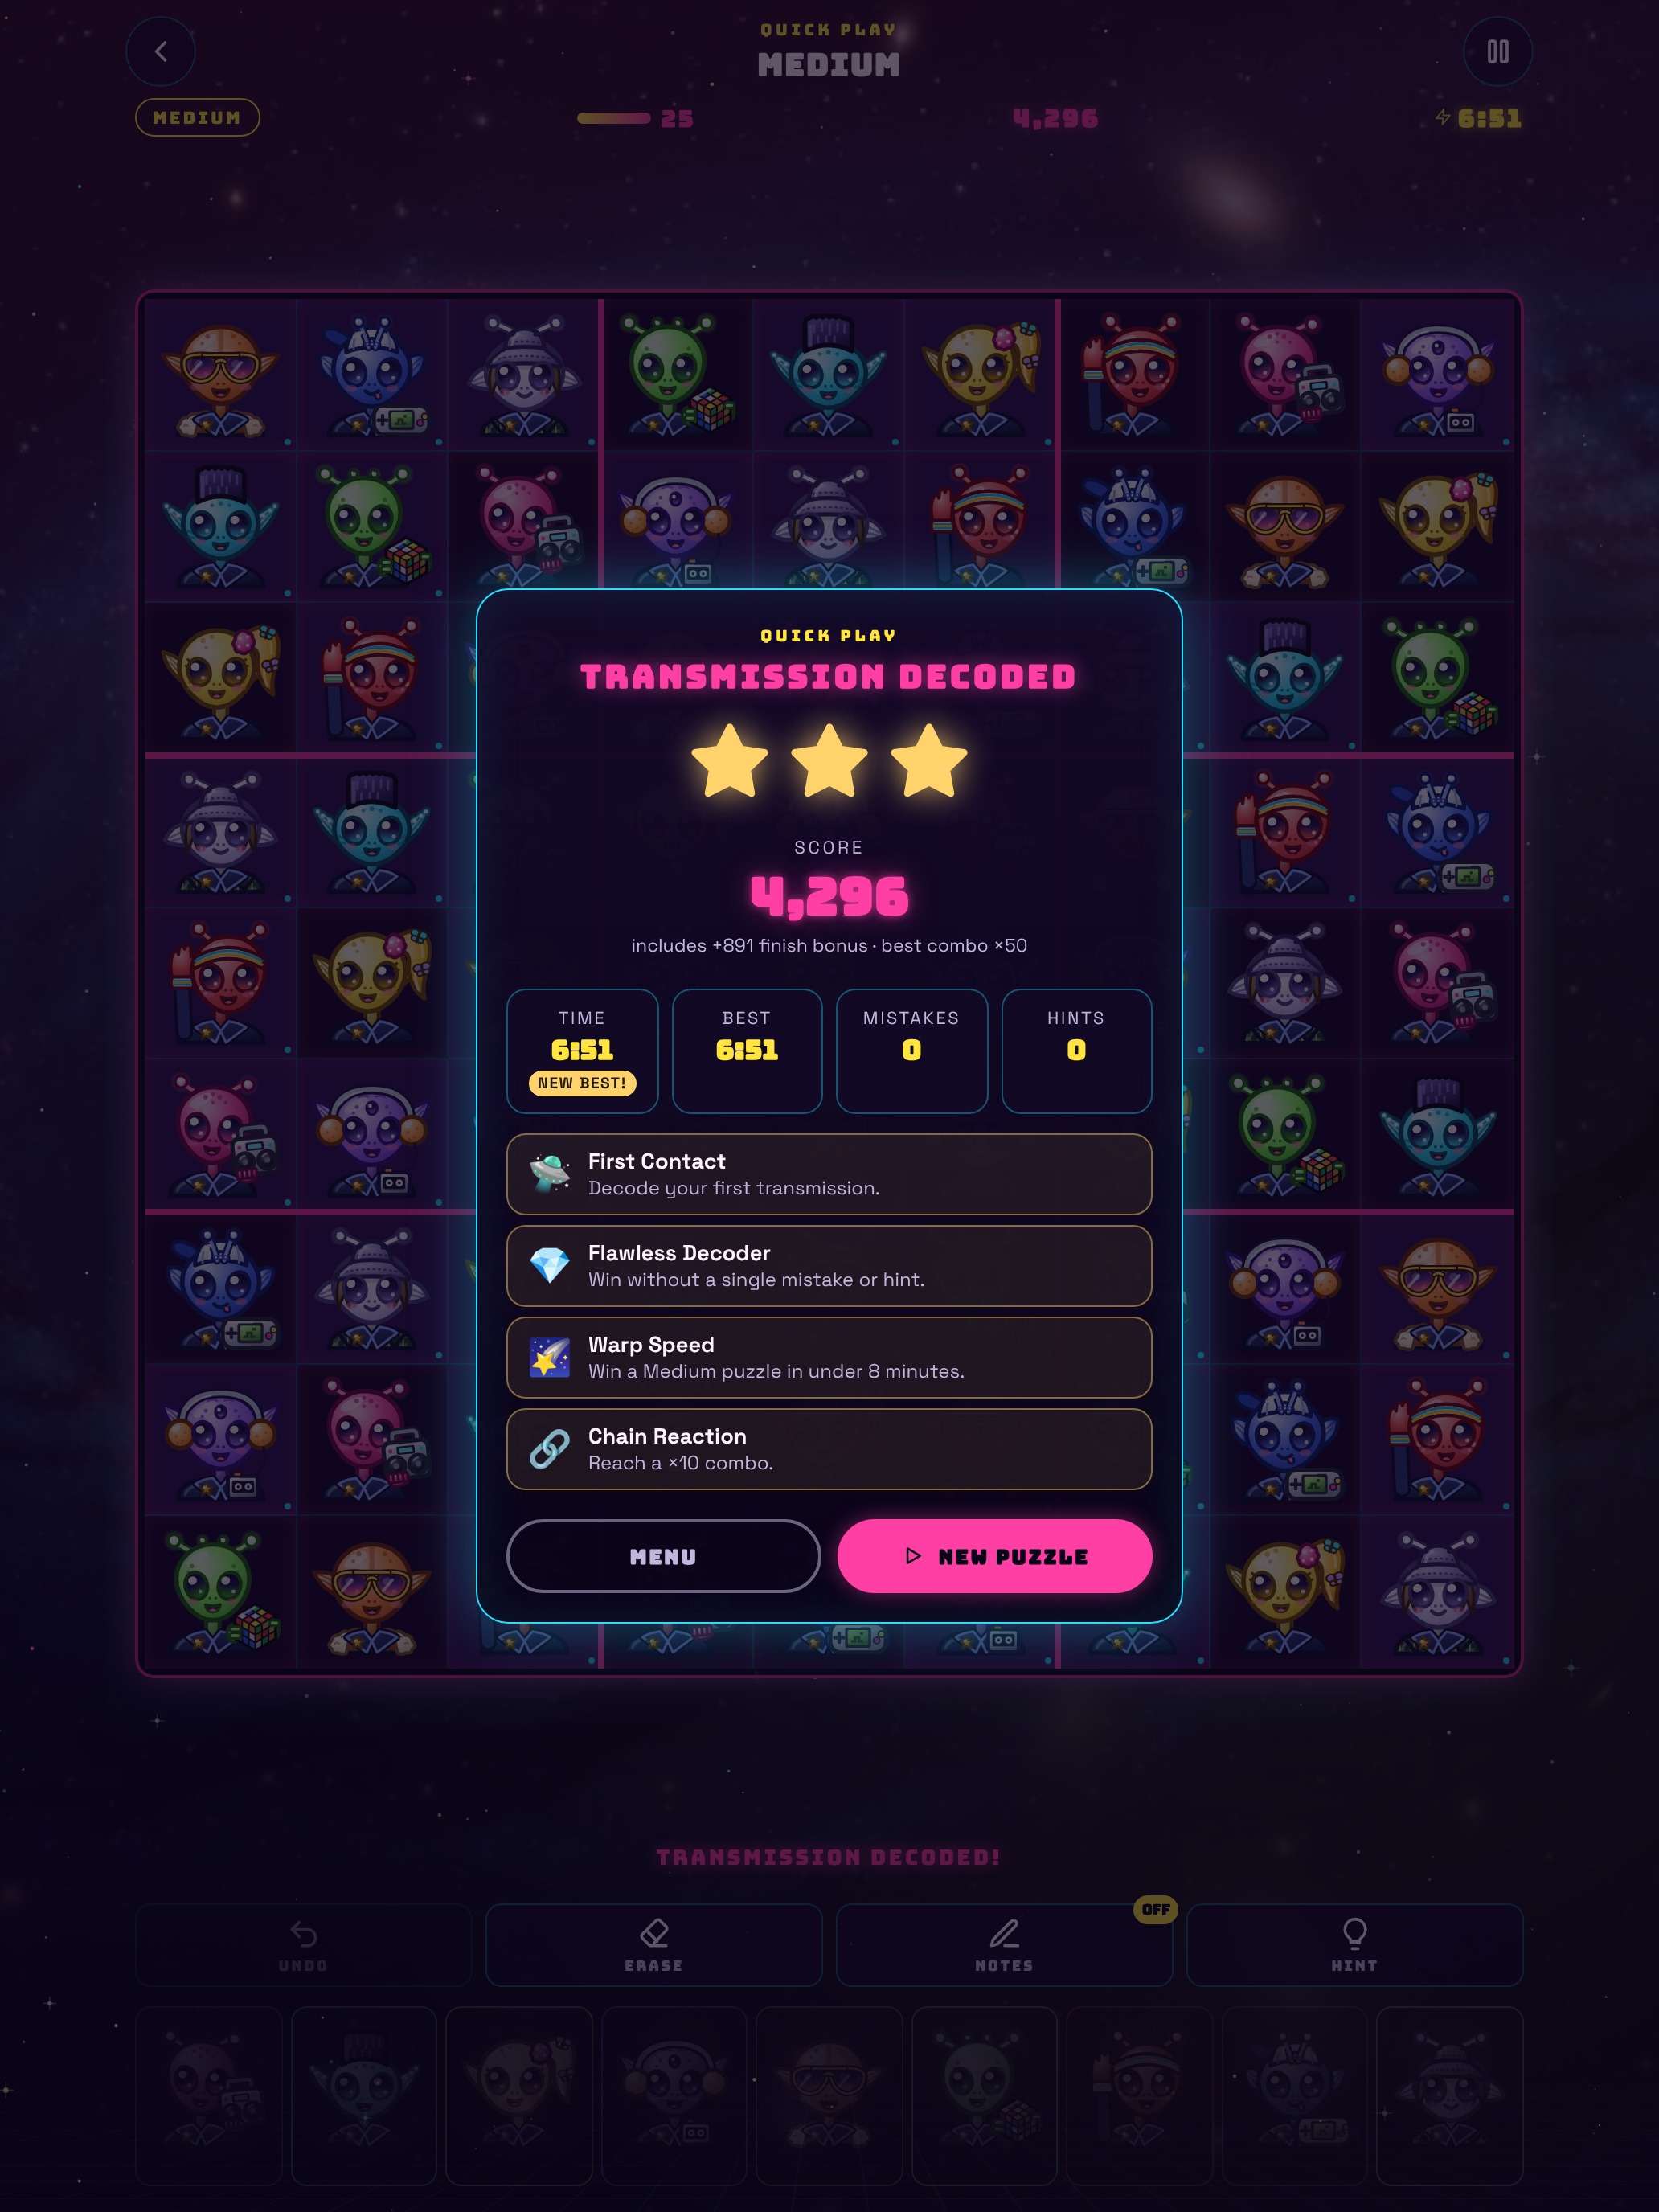 QUICK PLAY
MEDIUM
MEDIUM
25
4,296
6:51
QUICK PLAY
TRANSMISSION DECODED
SCORE
4,296
includes +891 finish bonus · best combo ×50
TIME
6:51
NEW BEST!
BEST
6:51
MISTAKES
0
HINTS
0
First Contact
Decode your first transmission.
Flawless Decoder
Win without a single mistake or hint.
Warp Speed
Win a Medium puzzle in under 8 minutes.
Chain Reaction
Reach a ×10 combo.
MENU
NEW PUZZLE
TRANSMISSION DECODED!
UNDO
ERASE
OFF
NOTES
HINT